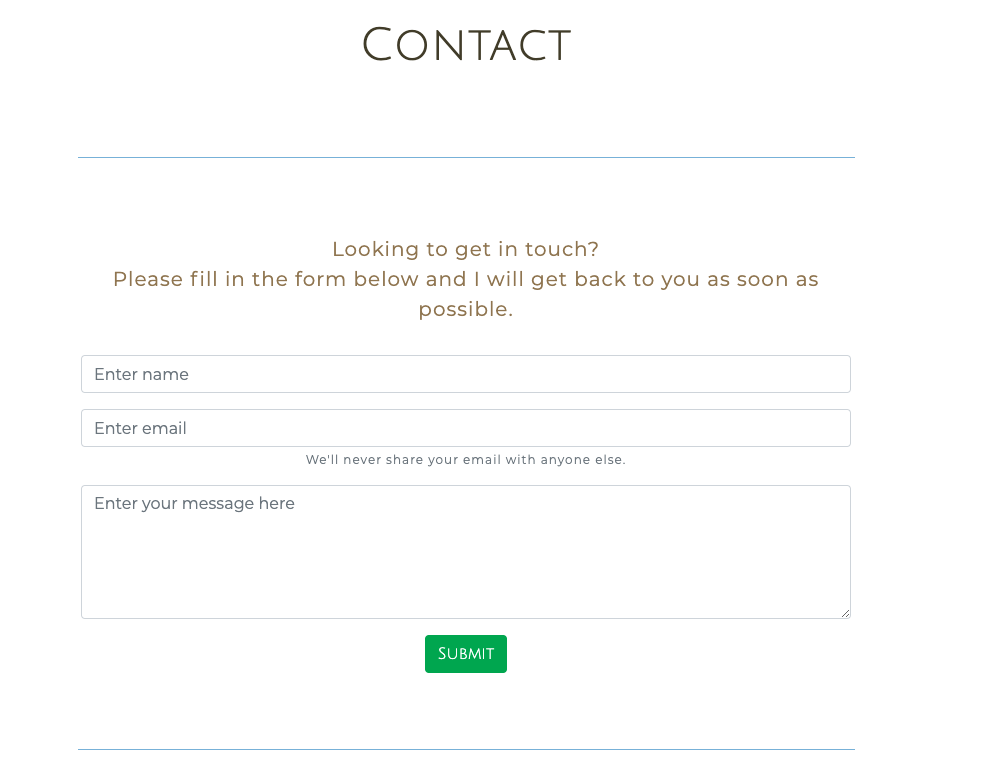 Contact
Looking to get in touch?
Please fill in the form below and I will get back to you as soon as
possible.
Enter name
Enter email
We'll never share your email with anyone else.
Enter your message here
Submit